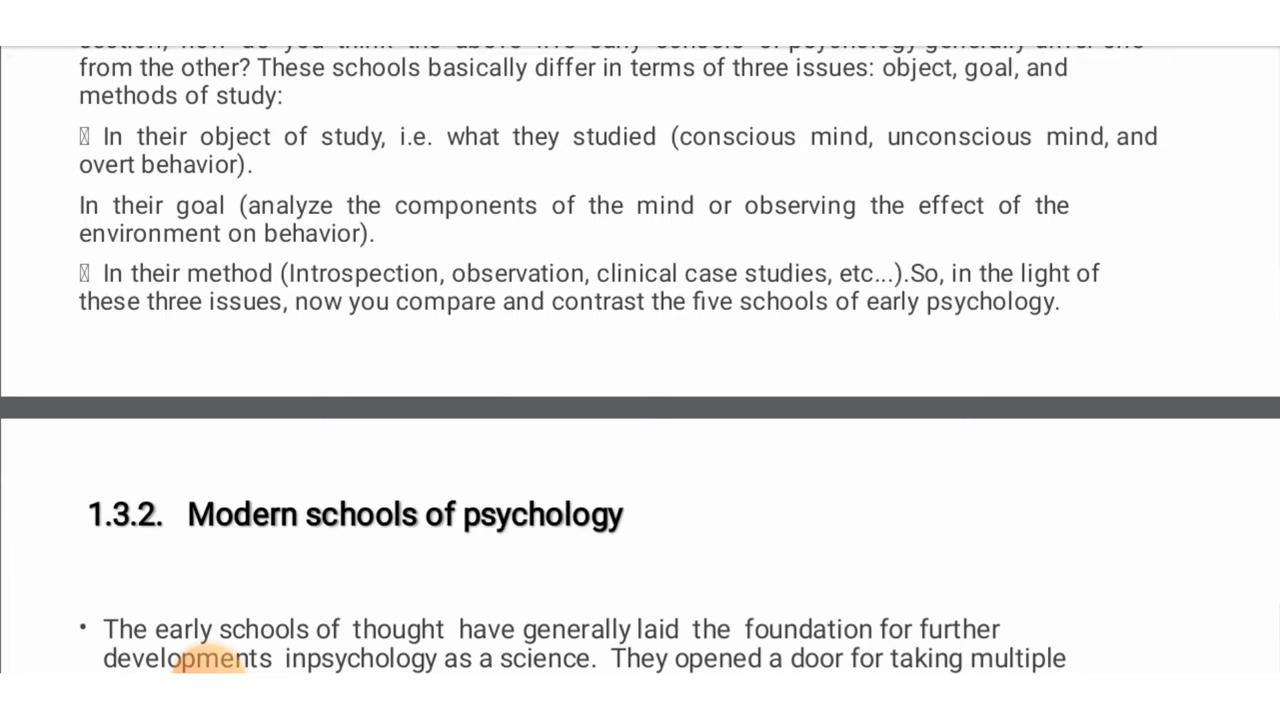 from the other? These schools basically differ in terms of three issues: object, goal, and
methods of study:
In their object of study, i.e. what they studied (conscious mind, unconscious mind, and
overt behavior).
In their goal (analyze the components of the mind or observing the effect of the
environment on behavior).
In their method (Introspection, observation, clinical case studies, etc...).So, in the light of
these three issues, now you compare and contrast the five schools of early psychology.
1.3.2. Modern schools of psychology
• The early schools of thought have generally laid the foundation for further
developments inpsychology as a science. They opened a door for taking multiple